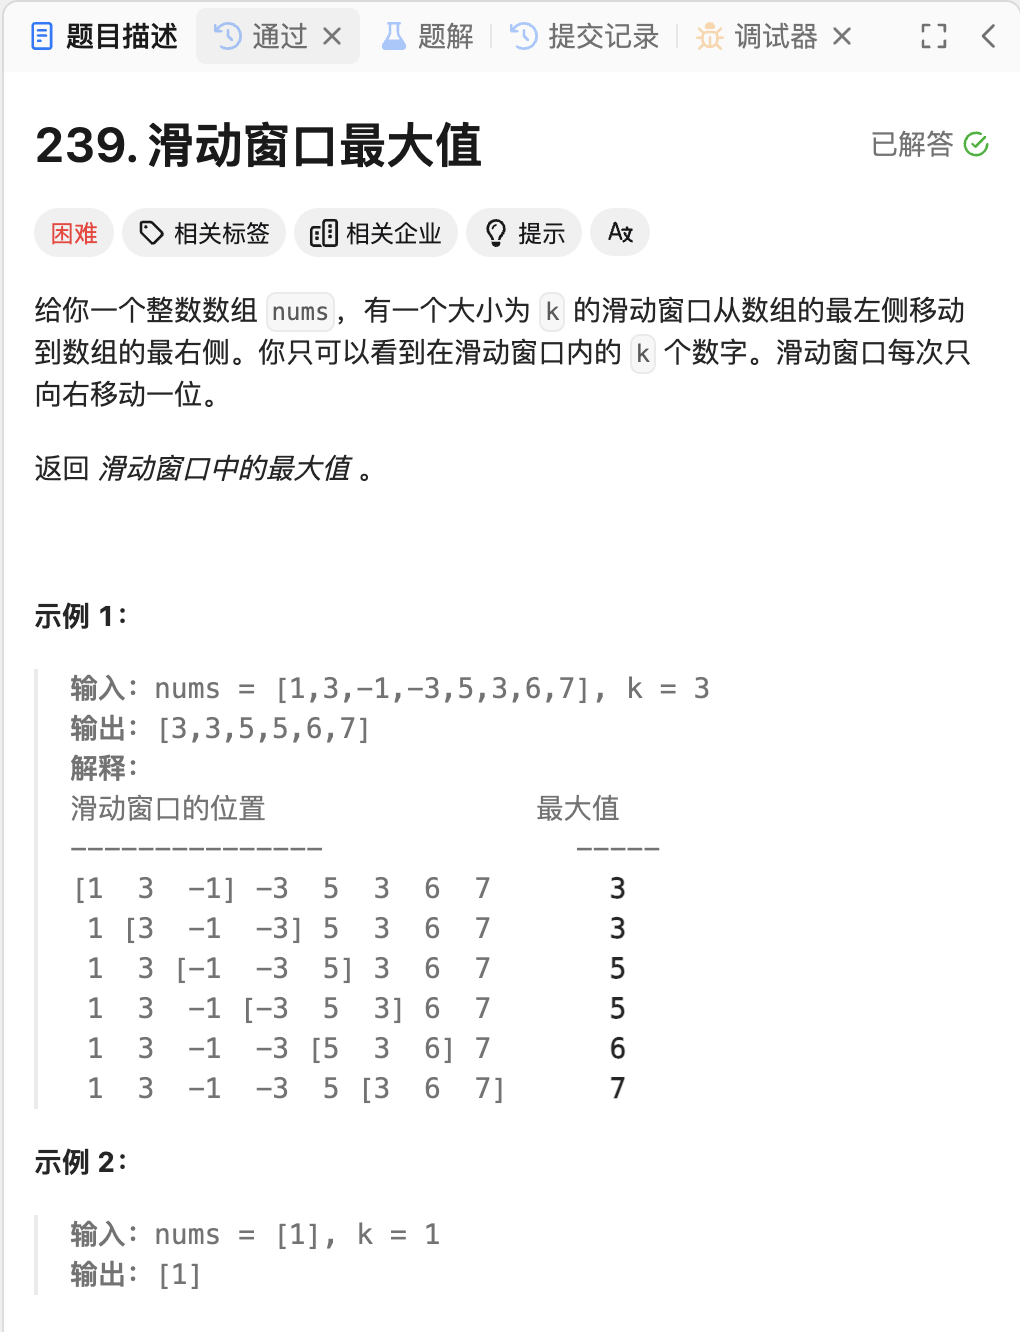 题目描述 通过 题解 提交记录 调试器
239. 滑动窗口最大值 已解答
困难 相关标签 相关企业 提示
给你一个整数数组 nums，有一个大小为 k 的滑动窗口从数组的最左侧移动
到数组的最右侧。你只可以看到在滑动窗口内的 k 个数字。滑动窗口每次只
向右移动一位。
返回 滑动窗口中的最大值 。
示例 1：
输入：nums = [1,3,-1,-3,5,3,6,7], k = 3
输出：[3,3,5,5,6,7]
解释：
滑动窗口的位置 最大值
--------------- -----
[1 3 -1] -3 5 3 6 7 3
1 [3 -1 -3] 5 3 6 7 3
1 3 [-1 -3 5] 3 6 7 5
1 3 -1 [-3 5 3] 6 7 5
1 3 -1 -3 [5 3 6] 7 6
1 3 -1 -3 5 [3 6 7] 7
示例 2：
输入：nums = [1], k = 1
输出：[1]